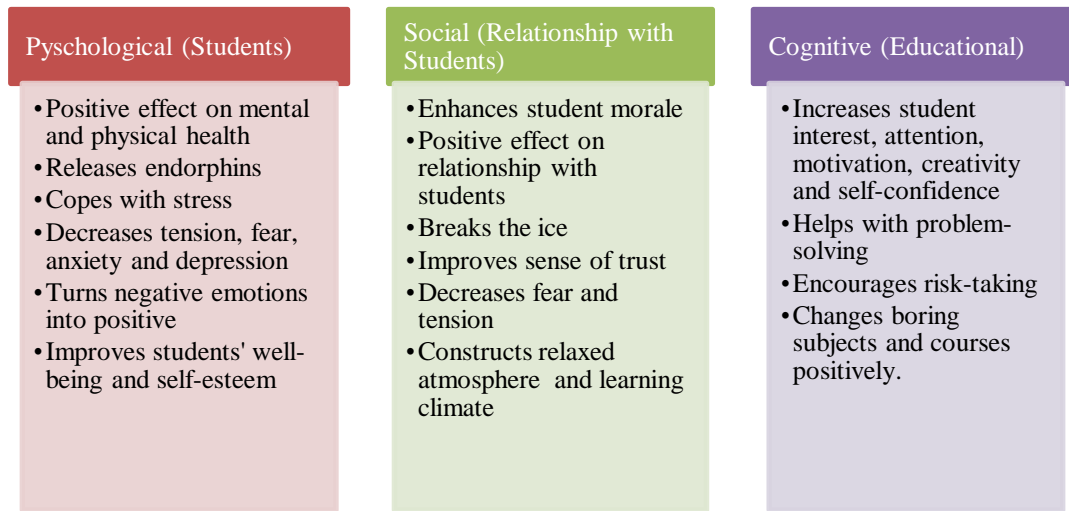 Pyschological (Students)
•Positive effect on mental
and physical health
•Releases endorphins
•Copes with stress
•Decreases tension, fear,
anxiety and depression
•Turns negative emotions
into positive
•Improves students' well-
being and self-esteem
Social (Relationship with
Students)
•Enhances student morale
•Positive effect on
relationship with
students
•Breaks the ice
•Improves sense of trust
•Decreases fear and
tension
•Constructs relaxed
atmosphere and learning
climate
Cognitive (Educational)
•Increases student
interest, attention,
motivation, creativity
and self-confidence
•Helps with problem-
solving
•Encourages risk-taking
•Changes boring
subjects and courses
positively.